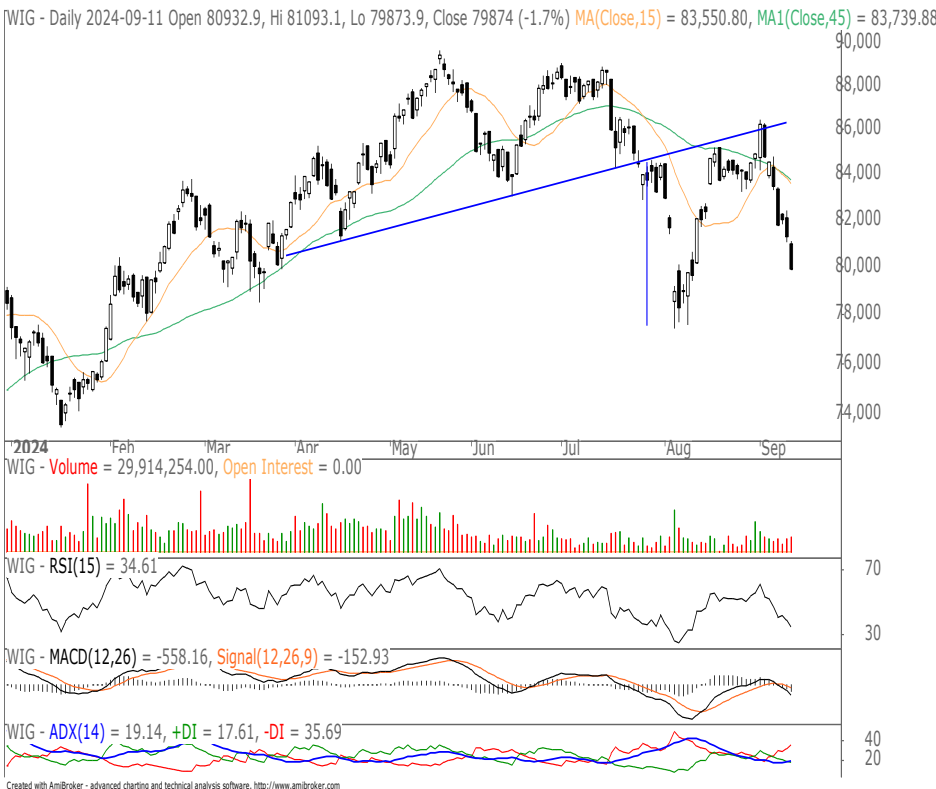 WIG - Daily 2024-09-11 Open 80932.9, Hi 81093.1, Lo 79873.9, Close 79874 (-1.7%) MA(Close,15) = 83,550.80, MA1(Close,45) = 83,739.88
90,000
88,000
86,000
84,000
82,000
80,000
78,000
76,000
74,000
2024 Feb Mar Apr May Jun Jul Aug Sep
WIG - Volume = 29,914,254.00, Open Interest = 0.00
WIG - RSI(15) = 34.61
70
30
WIG - MACD(12,26) = -558.16, Signal(12,26,9) = -152.93
WIG - ADX(14) = 19.14, +DI = 17.61, -DI = 35.69
40
20
Created with AmiBroker - advanced charting and technical analysis software. http://www.amibroker.com